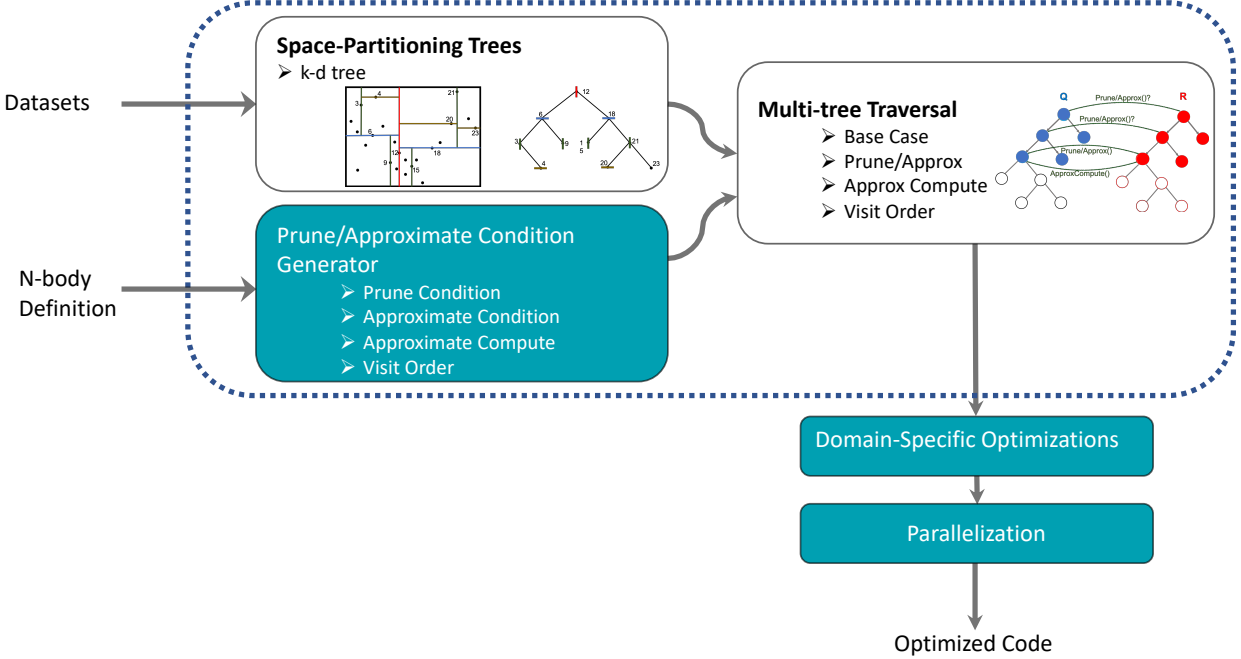 Datasets
N-body
Definition
Space-Partitioning Trees
➢ k-d tree
21
4
3
20
23
6
18
12
9
15
12
6
18
3
9
1
5
21
4
20
23
Prune/Approximate Condition
Generator
➢ Prune Condition
➢ Approximate Condition
➢ Approximate Compute
➢ Visit Order
Multi-tree Traversal
➢ Base Case
➢ Prune/Approx
➢ Approx Compute
➢ Visit Order
Q
R
Prune/Approx()?
Prune/Approx()?
Prune/Approx()
ApproxCompute()
Domain-Specific Optimizations
Parallelization
Optimized Code